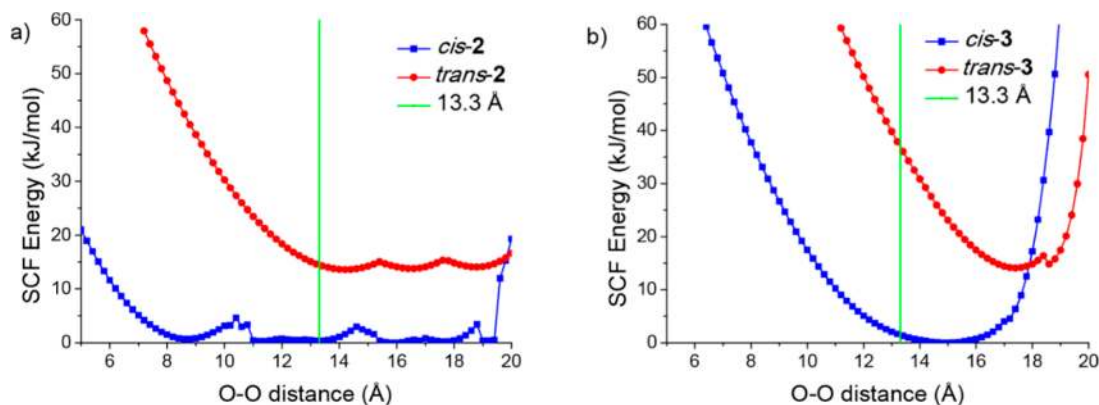 a)
cis-2
trans-2
13.3 Å
SCF Energy (kJ/mol)
60
50
40
30
20
10
0
6 8 10 12 14 16 18 20
O-O distance (Å)
b)
cis-3
trans-3
13.3 Å
SCF Energy (kJ/mol)
60
50
40
30
20
10
0
6 8 10 12 14 16 18 20
O-O distance (Å)